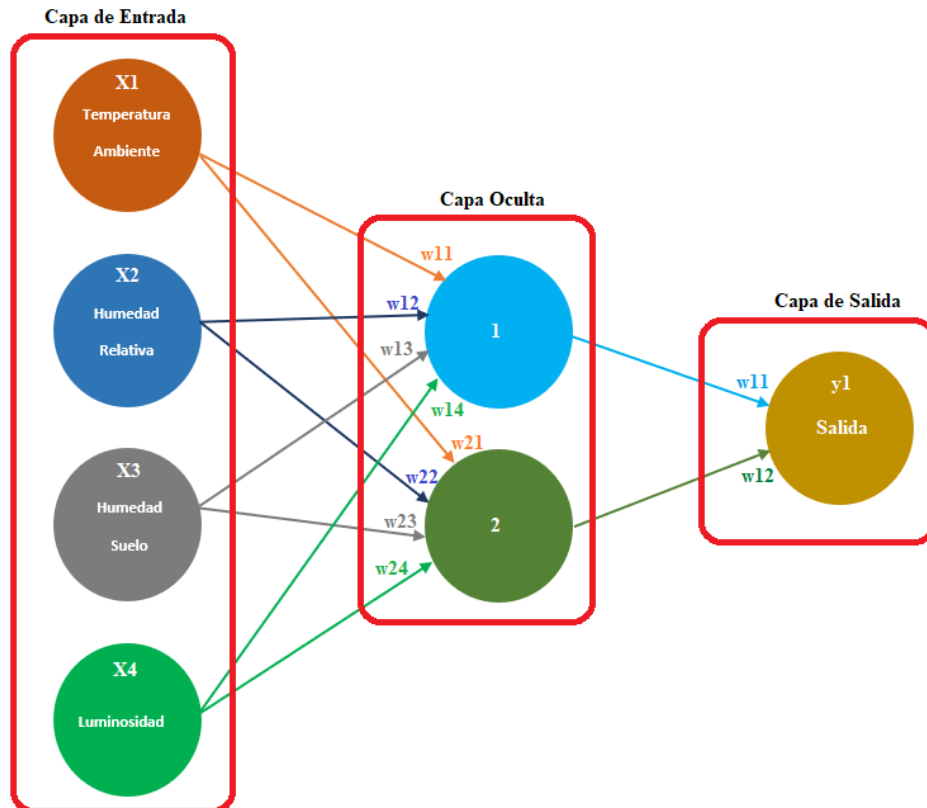 Capa de Entrada
X1
Temperatura
Ambiente
X2
Humedad
Relativa
X3
Humedad
Suelo
X4
Luminosidad
Capa Oculta
w11
w12
w13
w14
1
w21
w22
w23
w24
2
Capa de Salida
w11
w12
y1
Salida